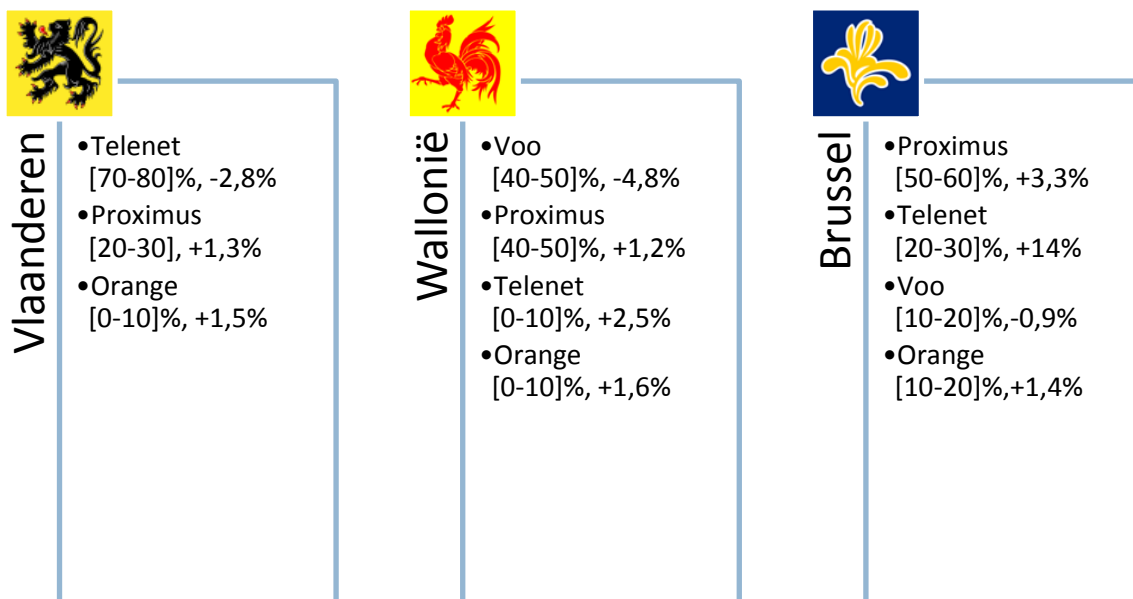 Vlaanderen
•Telenet
[70-80]%, -2,8%
•Proximus
[20-30], +1,3%
•Orange
[0-10]%, +1,5%
Wallonië
•Voo
[40-50]%, -4,8%
•Proximus
[40-50]%, +1,2%
•Telenet
[0-10]%, +2,5%
•Orange
[0-10]%, +1,6%
Brussel
•Proximus
[50-60]%, +3,3%
•Telenet
[20-30]%, +14%
•Voo
[10-20]%,-0,9%
•Orange
[10-20]%,+1,4%